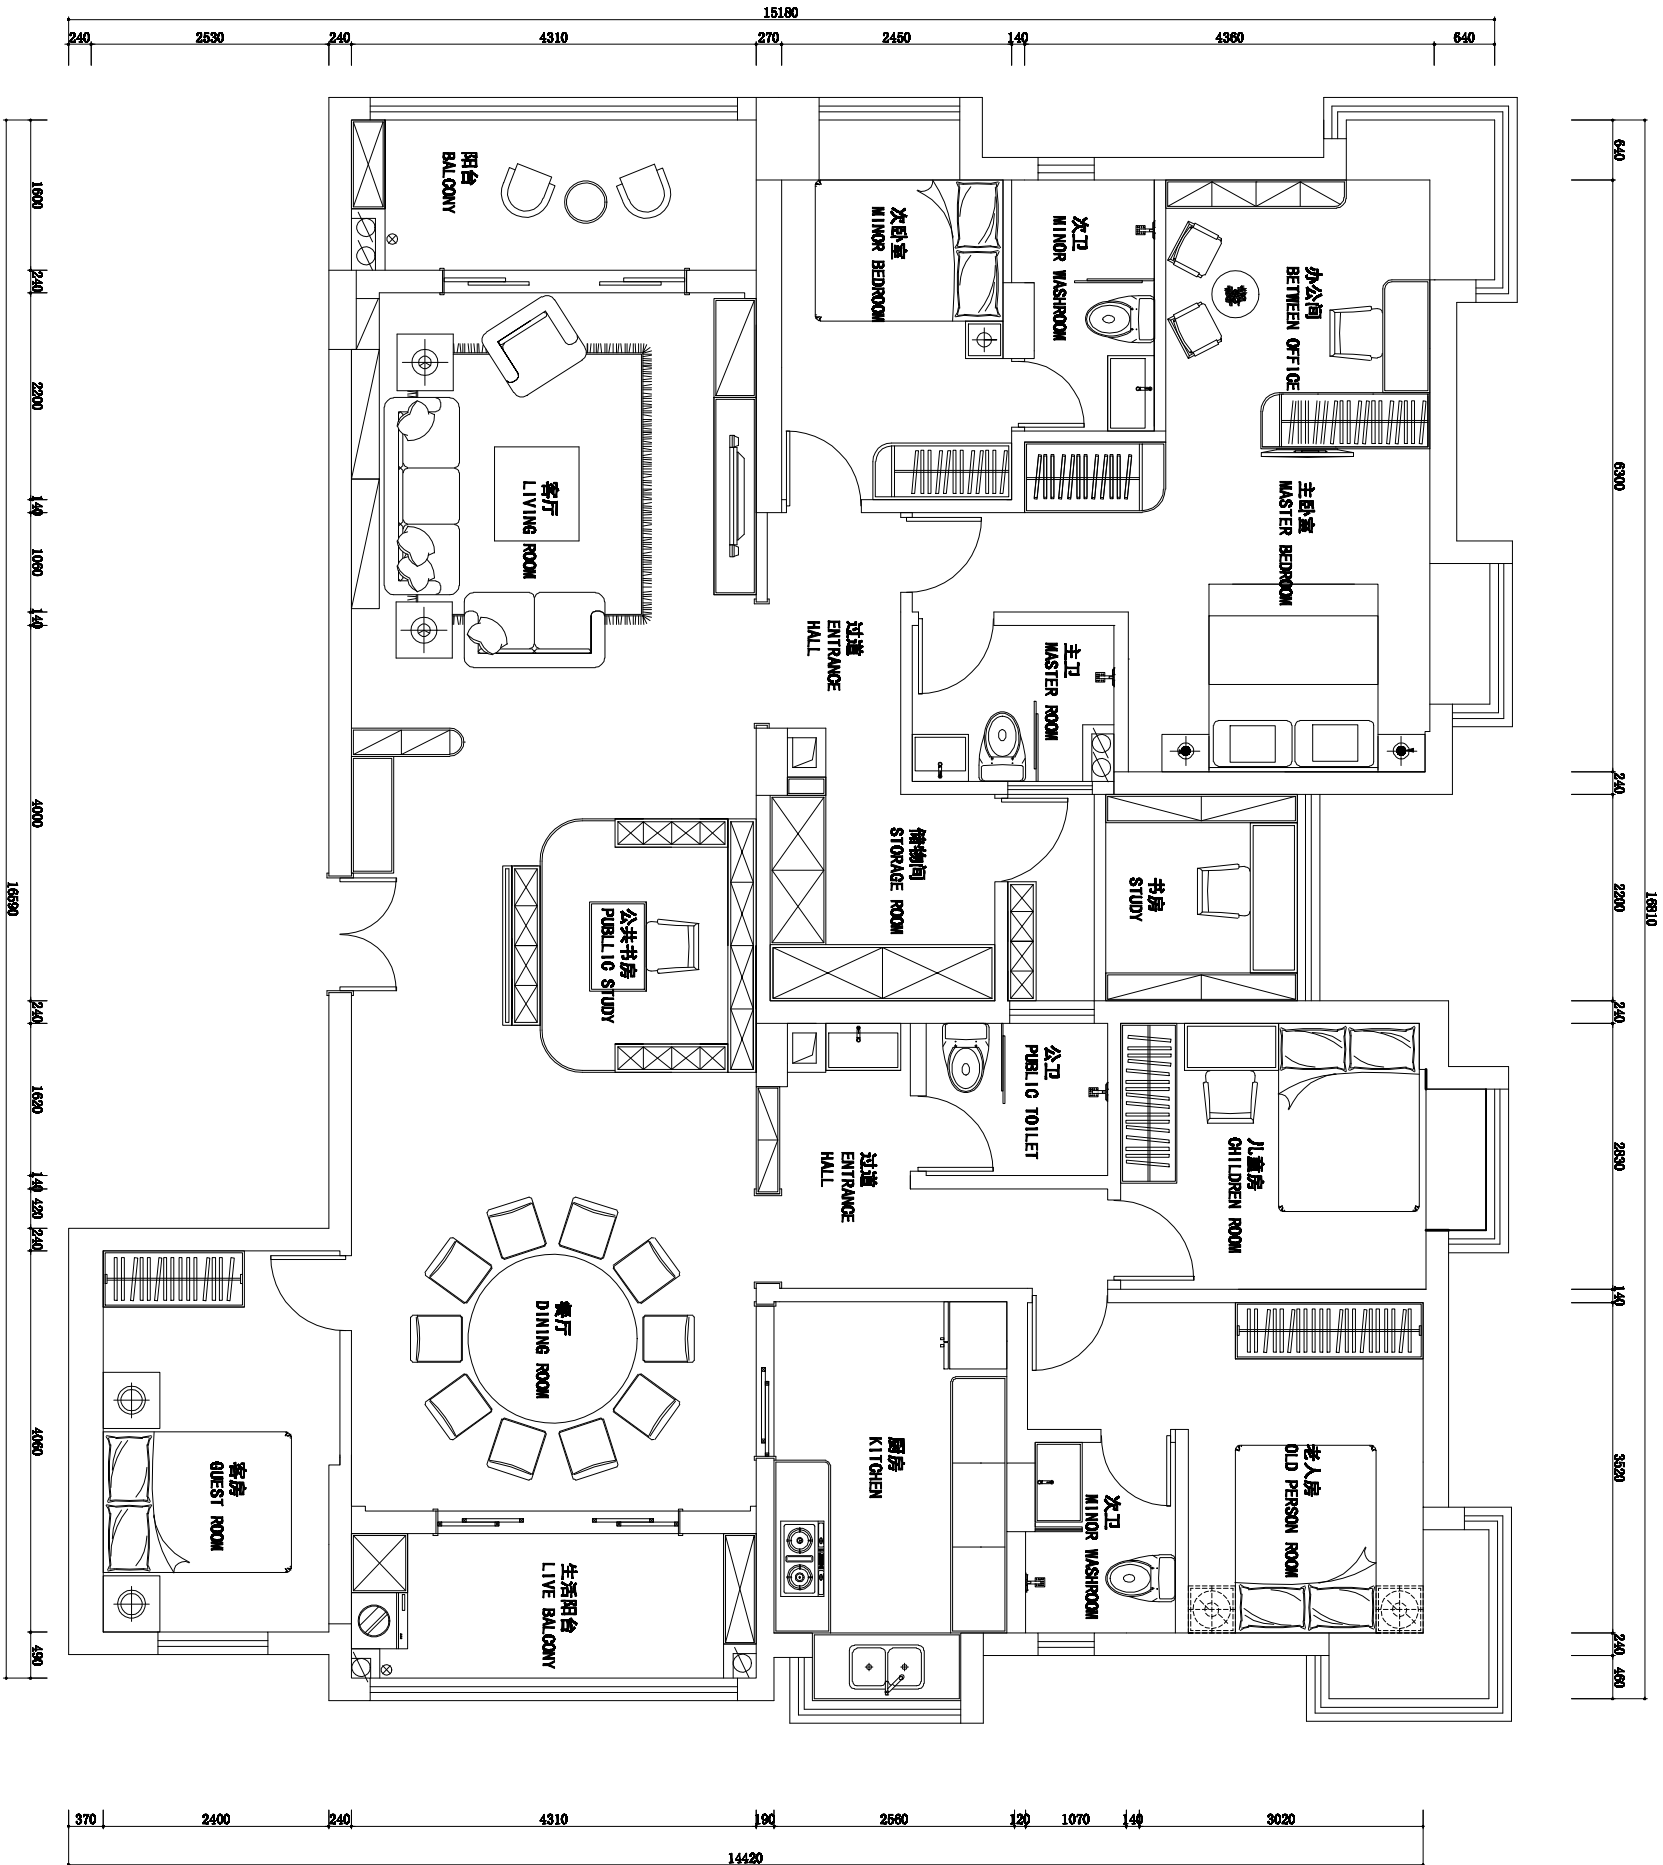 15180
240 2530 240 4310 270 2450 140 4360 640
阳台
BALCONY
次卧室
MINOR BEDROOM
次卫
MINOR WASHROOM
办公间
BETWEEN OFFICE
客厅
LIVING ROOM
主卧室
MASTER BEDROOM
过道
ENTRANCE
HALL
主卫
MASTER ROOM
储物间
STORAGE ROOM
书房
STUDY
公共书房
PUBLIC STUDY
公卫
PUBLIC TOILET
过道
ENTRANCE
HALL
儿童房
CHILDREN ROOM
餐厅
DINING ROOM
厨房
KITCHEN
老人房
OLD PERSON ROOM
次卫
MINOR WASHROOM
客房
GUEST ROOM
生活阳台
LIVE BALCONY
1600 240 2200 140 1060 140 4000 240 1620 140 420 240 4060 490
16590
640 6300 240 2200 240 2830 140 3520 240 460
16810
370 2400 240 4310 190 2560 120 1070 140 3020
14420